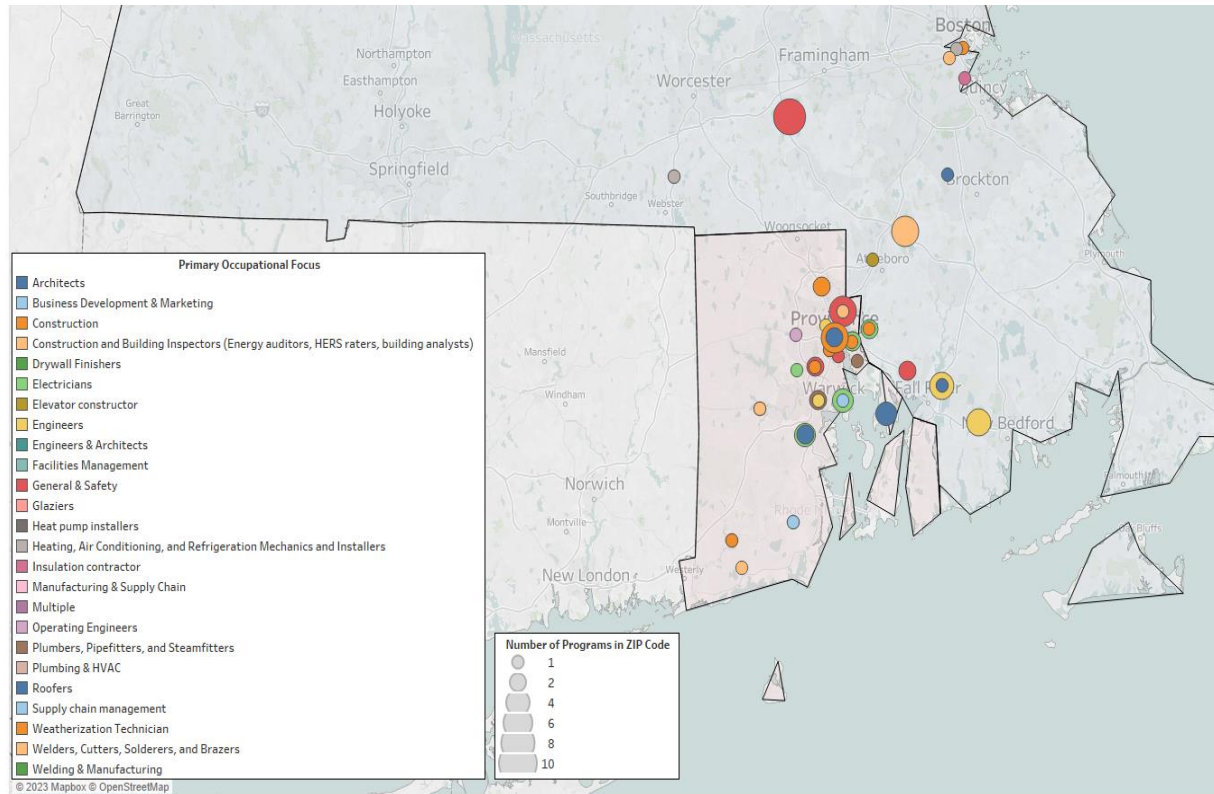 Boston
Massachusetts
Northampton
Framingham
Worcester
Easthampton
Quincy
Great
Barrington
Holyoke
Springfield
Brockton
Southbridge
Webster
Woonsocket
Plymouth
Attleboro
Primary Occupational Focus
Architects
Business Development & Marketing
Construction
Construction and Building Inspectors (Energy auditors, HERS raters, building analysts)
Drywall Finishers
Electricians
Elevator constructor
Engineers
Engineers & Architects
Facilities Management
General & Safety
Glaziers
Heat pump installers
Heating, Air Conditioning, and Refrigeration Mechanics and Installers
Insulation contractor
Manufacturing & Supply Chain
Multiple
Operating Engineers
Plumbers, Pipefitters, and Steamfitters
Plumbing & HVAC
Roofers
Supply chain management
Weatherization Technician
Welders, Cutters, Solderers, and Brazers
Welding & Manufacturing
Providence
Mansfield
Warwick
Fall River
Windham
New Bedford
Norwich
Falmouth
Rhode
Montville
Bluffs
Westerly
New London
Number of Programs in ZIP Code
1
2
4
6
8
10
© 2023 Mapbox © OpenStreetMap